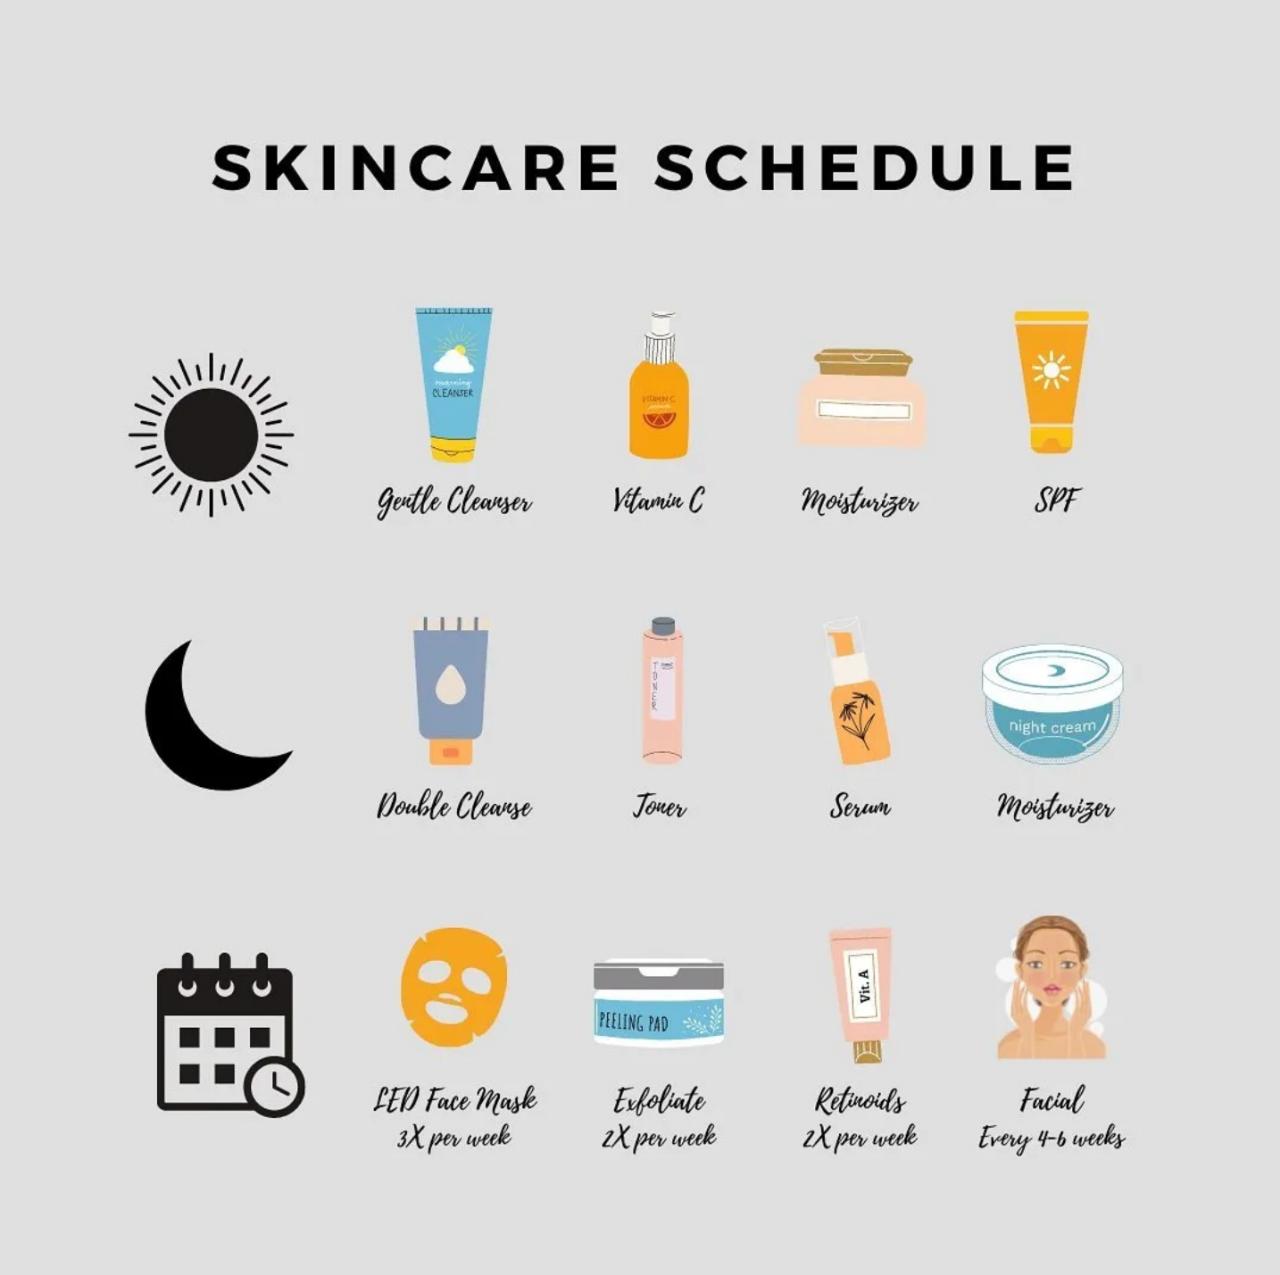 SKINCARE SCHEDULE
morning
CLEANSER
VITAMIN C
Gentle Cleanser
Vitamin C
Moisturizer
SPF
TONER
night cream
Double Cleanse
Toner
Serum
Moisturizer
PEELING PAD
Vit. A
LED Face Mask
3X per week
Exfoliate
2X per week
Retinoids
2X per week
Facial
Every 4-6 weeks